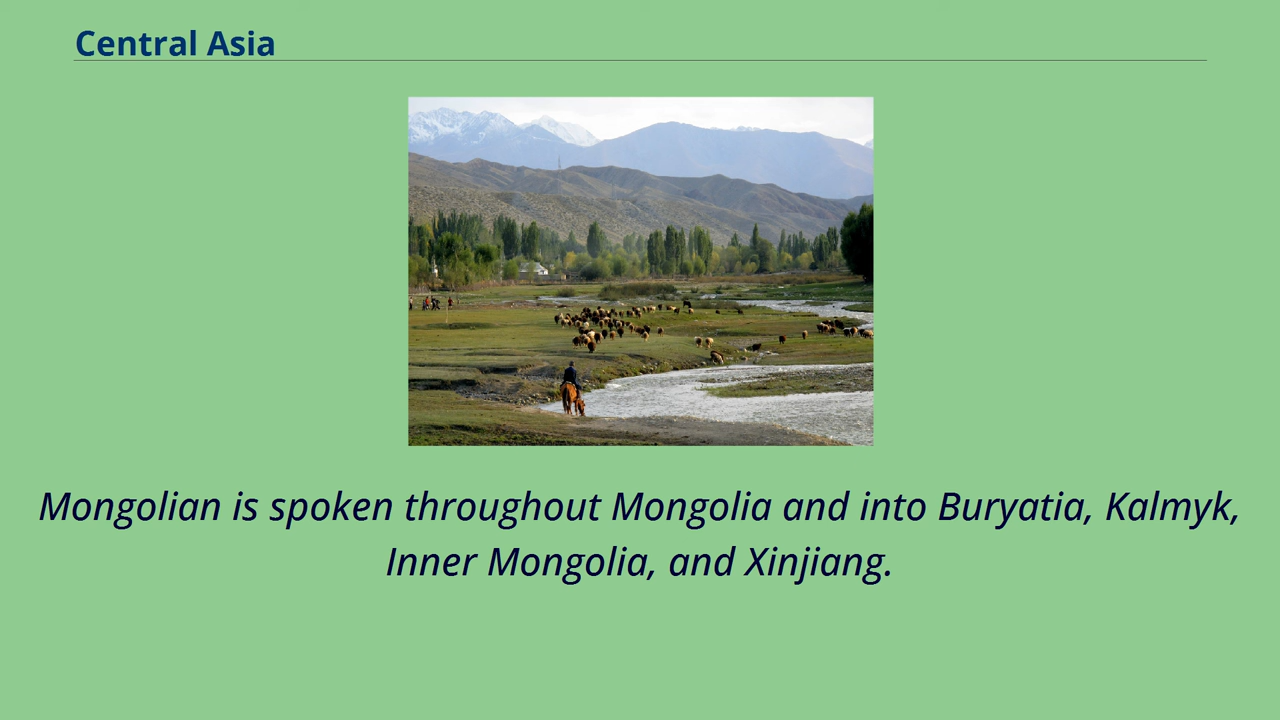 Central Asia
Mongolian is spoken throughout Mongolia and into Buryatia, Kalmyk,
Inner Mongolia, and Xinjiang.